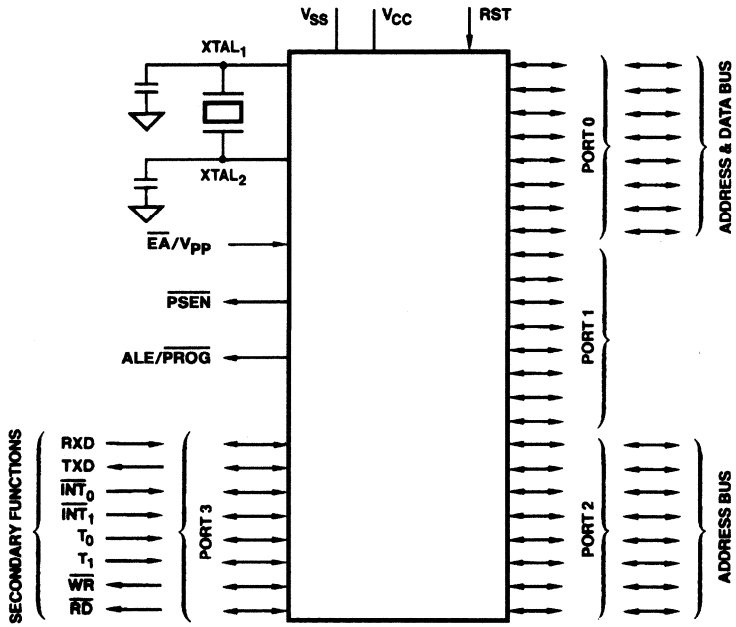 VSS VCC RST
XTAL1
XTAL2
EA/VPP
PSEN
ALE/PROG
PORT 0
ADDRESS & DATA BUS
PORT 1
SECONDARY FUNCTIONS
RXD
TXD
INT0
INT1
T0
T1
WR
RD
PORT 3
PORT 2
ADDRESS BUS